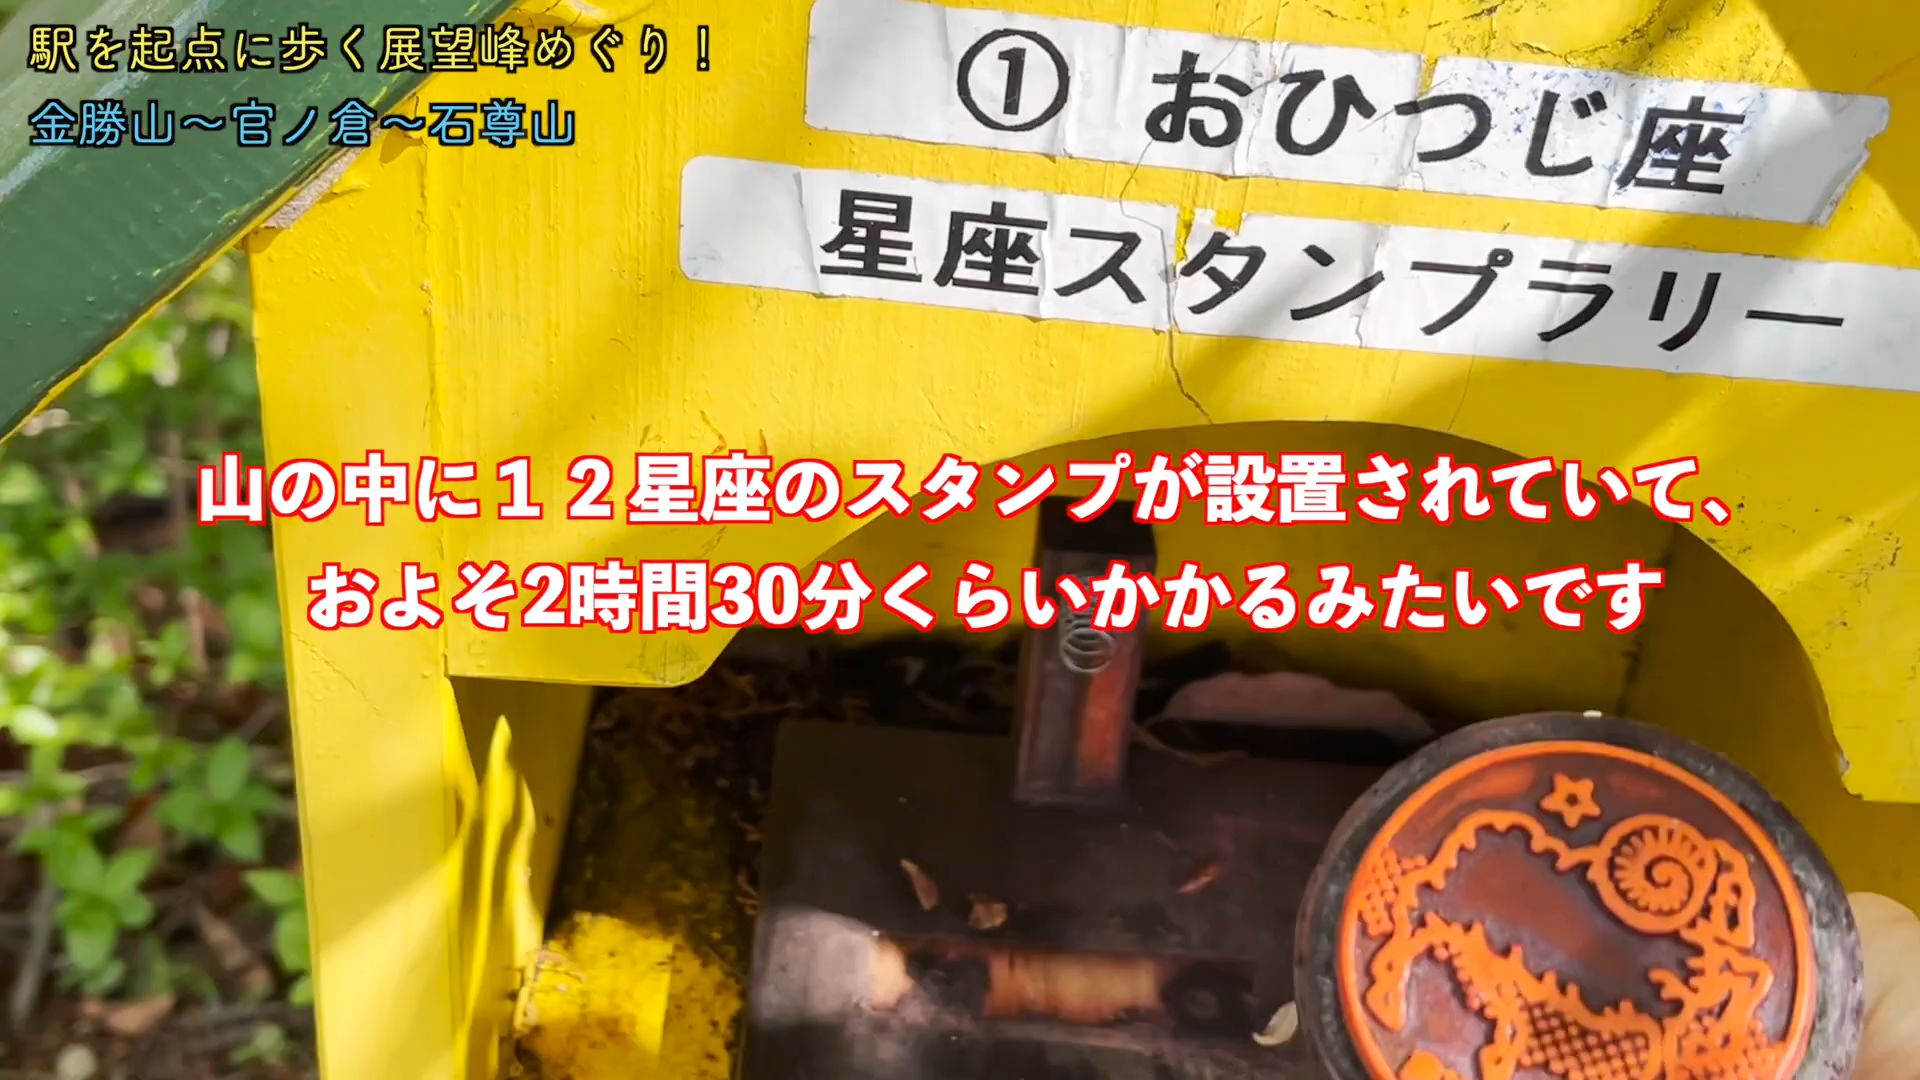 駅を起点に歩く展望峰めぐり！
金勝山～官ノ倉～石尊山
① おひつじ座
星座スタンプラリー
山の中に１２星座のスタンプが設置されていて、
およそ2時間30分くらいかかるみたいです